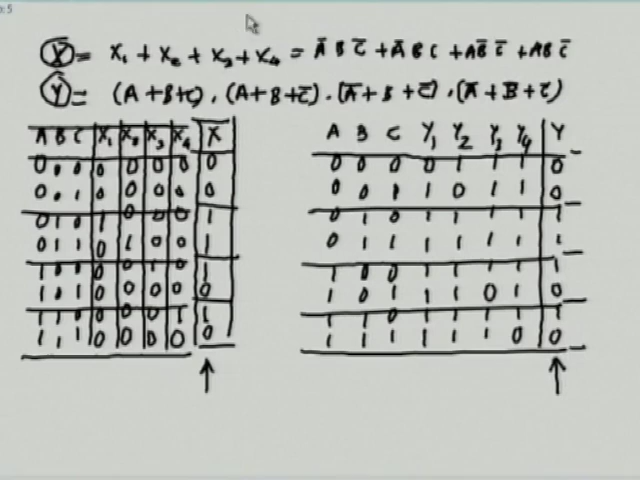 0:5
X = X1 + X2 + X3 + X4 = A̅ B C̅ + A̅ B C + A B̅ C̅ + A B C̅
Y = (A + B + C) . (A + B + C̅) . (A̅ + B + C̅) . (A̅ + B̅ + C̅)
A B C X1 X2 X3 X4 X
0 0 0 0 0 0 0 0
0 0 1 0 0 0 0 0
0 1 0 1 0 0 0 1
0 1 1 0 1 0 0 1
1 0 0 0 0 1 0 1
1 0 1 0 0 0 0 0
1 1 0 0 0 0 1 1
1 1 1 0 0 0 0 0
A B C Y1 Y2 Y3 Y4 Y
0 0 0 0 1 1 1 0
0 0 1 1 0 1 1 0
0 1 0 1 1 1 1 1
0 1 1 1 1 1 1 1
1 0 0 1 1 1 1 1
1 0 1 1 1 0 1 0
1 1 0 1 1 1 1 1
1 1 1 1 1 1 0 0